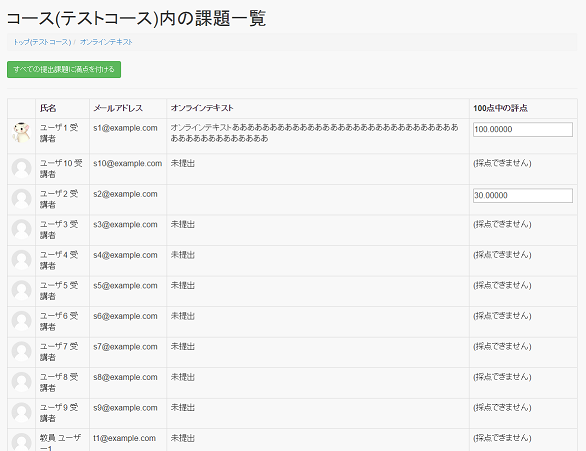 コース(テストコース)内の課題一覧
トップ(テストコース) / オンラインテキスト
すべての提出課題に満点を付ける
氏名 メールアドレス オンラインテキスト 100点中の評点
ユーザ1 受 s1@example.com オンラインテキストああああああああああああああああああああああああああああああ 100.00000
講者 ああああああああああああああ
ユーザ10 受 s10@example.com 未提出 (採点できません)
講者
ユーザ2 受 s2@example.com 30.00000
講者
ユーザ3 受 s3@example.com 未提出 (採点できません)
講者
ユーザ4 受 s4@example.com 未提出 (採点できません)
講者
ユーザ5 受 s5@example.com 未提出 (採点できません)
講者
ユーザ6 受 s6@example.com 未提出 (採点できません)
講者
ユーザ7 受 s7@example.com 未提出 (採点できません)
講者
ユーザ8 受 s8@example.com 未提出 (採点できません)
講者
ユーザ9 受 s9@example.com 未提出 (採点できません)
講者
教員 ユーザ t1@example.com 未提出 (採点できません)
ー1